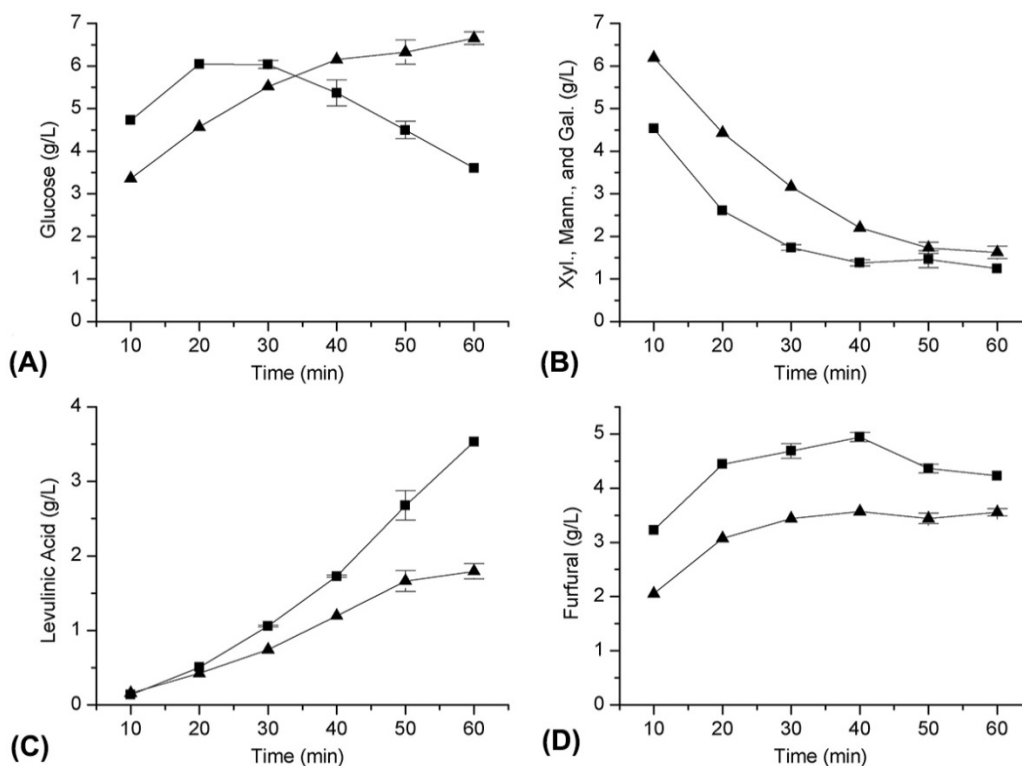 Glucose (g/L)
7
6
5
4
3
2
1
0
10 20 30 40 50 60
Time (min)
(A)
Xyl., Mann., and Gal. (g/L)
7
6
5
4
3
2
1
0
10 20 30 40 50 60
Time (min)
(B)
Levulinic Acid (g/L)
4
3
2
1
0
10 20 30 40 50 60
Time (min)
(C)
Furfural (g/L)
5
4
3
2
1
0
10 20 30 40 50 60
Time (min)
(D)